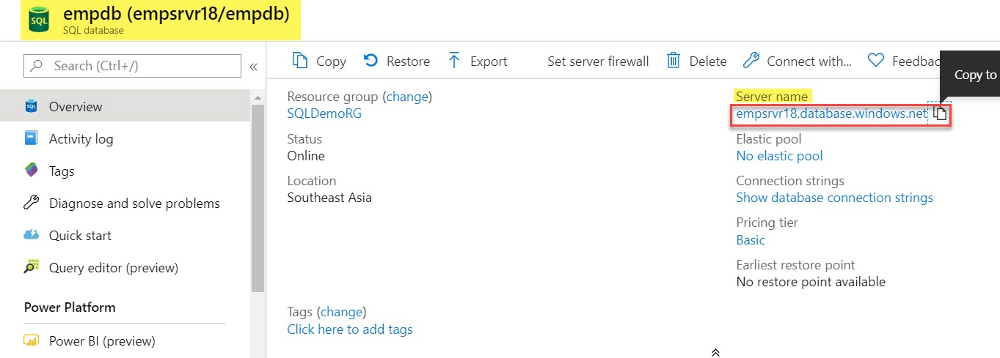 empdb (empsrvr18/empdb)
SQL
SQL database
Search (Ctrl+/)
«
Overview
Activity log
Tags
Diagnose and solve problems
Quick start
Query editor (preview)
Power Platform
Power BI (preview)
Copy
Restore
Export
Set server firewall
Delete
Connect with...
Feedbac
Copy to
Resource group (change)
SQLDemoRG
Status
Online
Location
Southeast Asia
Tags (change)
Click here to add tags
Server name
empsrvr18.database.windows.net
Elastic pool
No elastic pool
Connection strings
Show database connection strings
Pricing tier
Basic
Earliest restore point
No restore point available